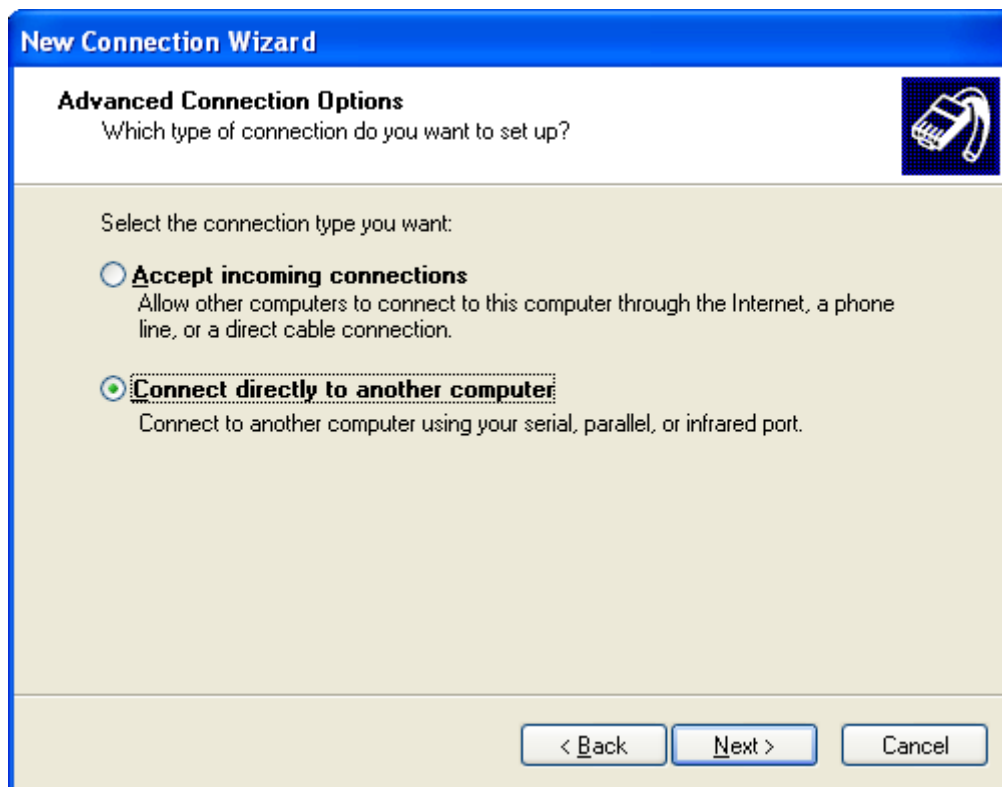 New Connection Wizard
Advanced Connection Options
Which type of connection do you want to set up?
Select the connection type you want:
Accept incoming connections
Allow other computers to connect to this computer through the Internet, a phone
line, or a direct cable connection.
Connect directly to another computer
Connect to another computer using your serial, parallel, or infrared port.
< Back Next > Cancel